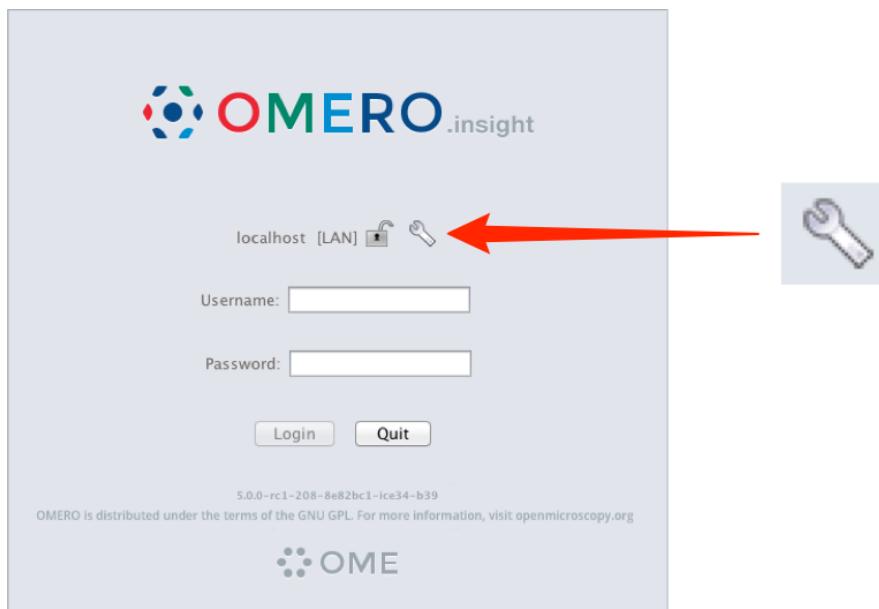 OMERO.insight
localhost [LAN]
Username:
Password:
Login Quit
5.0.0-rc1-208-8e82bc1-ice34-b39
OMERO is distributed under the terms of the GNU GPL. For more information, visit openmicroscopy.org
OME